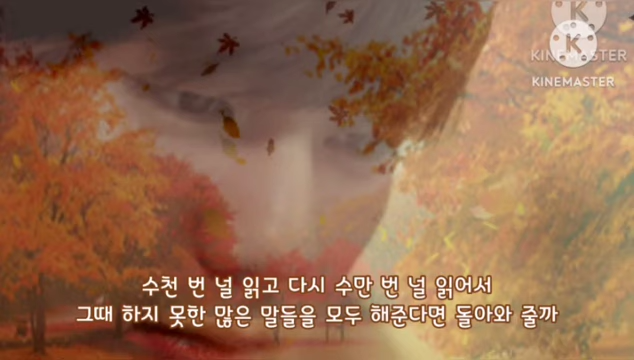 KINEMASTER
KINEMASTER
수천 번 널 읽고 다시 수만 번 널 읽어서
그때 하지 못한 많은 말들을 모두 해준다면 돌아와 줄까